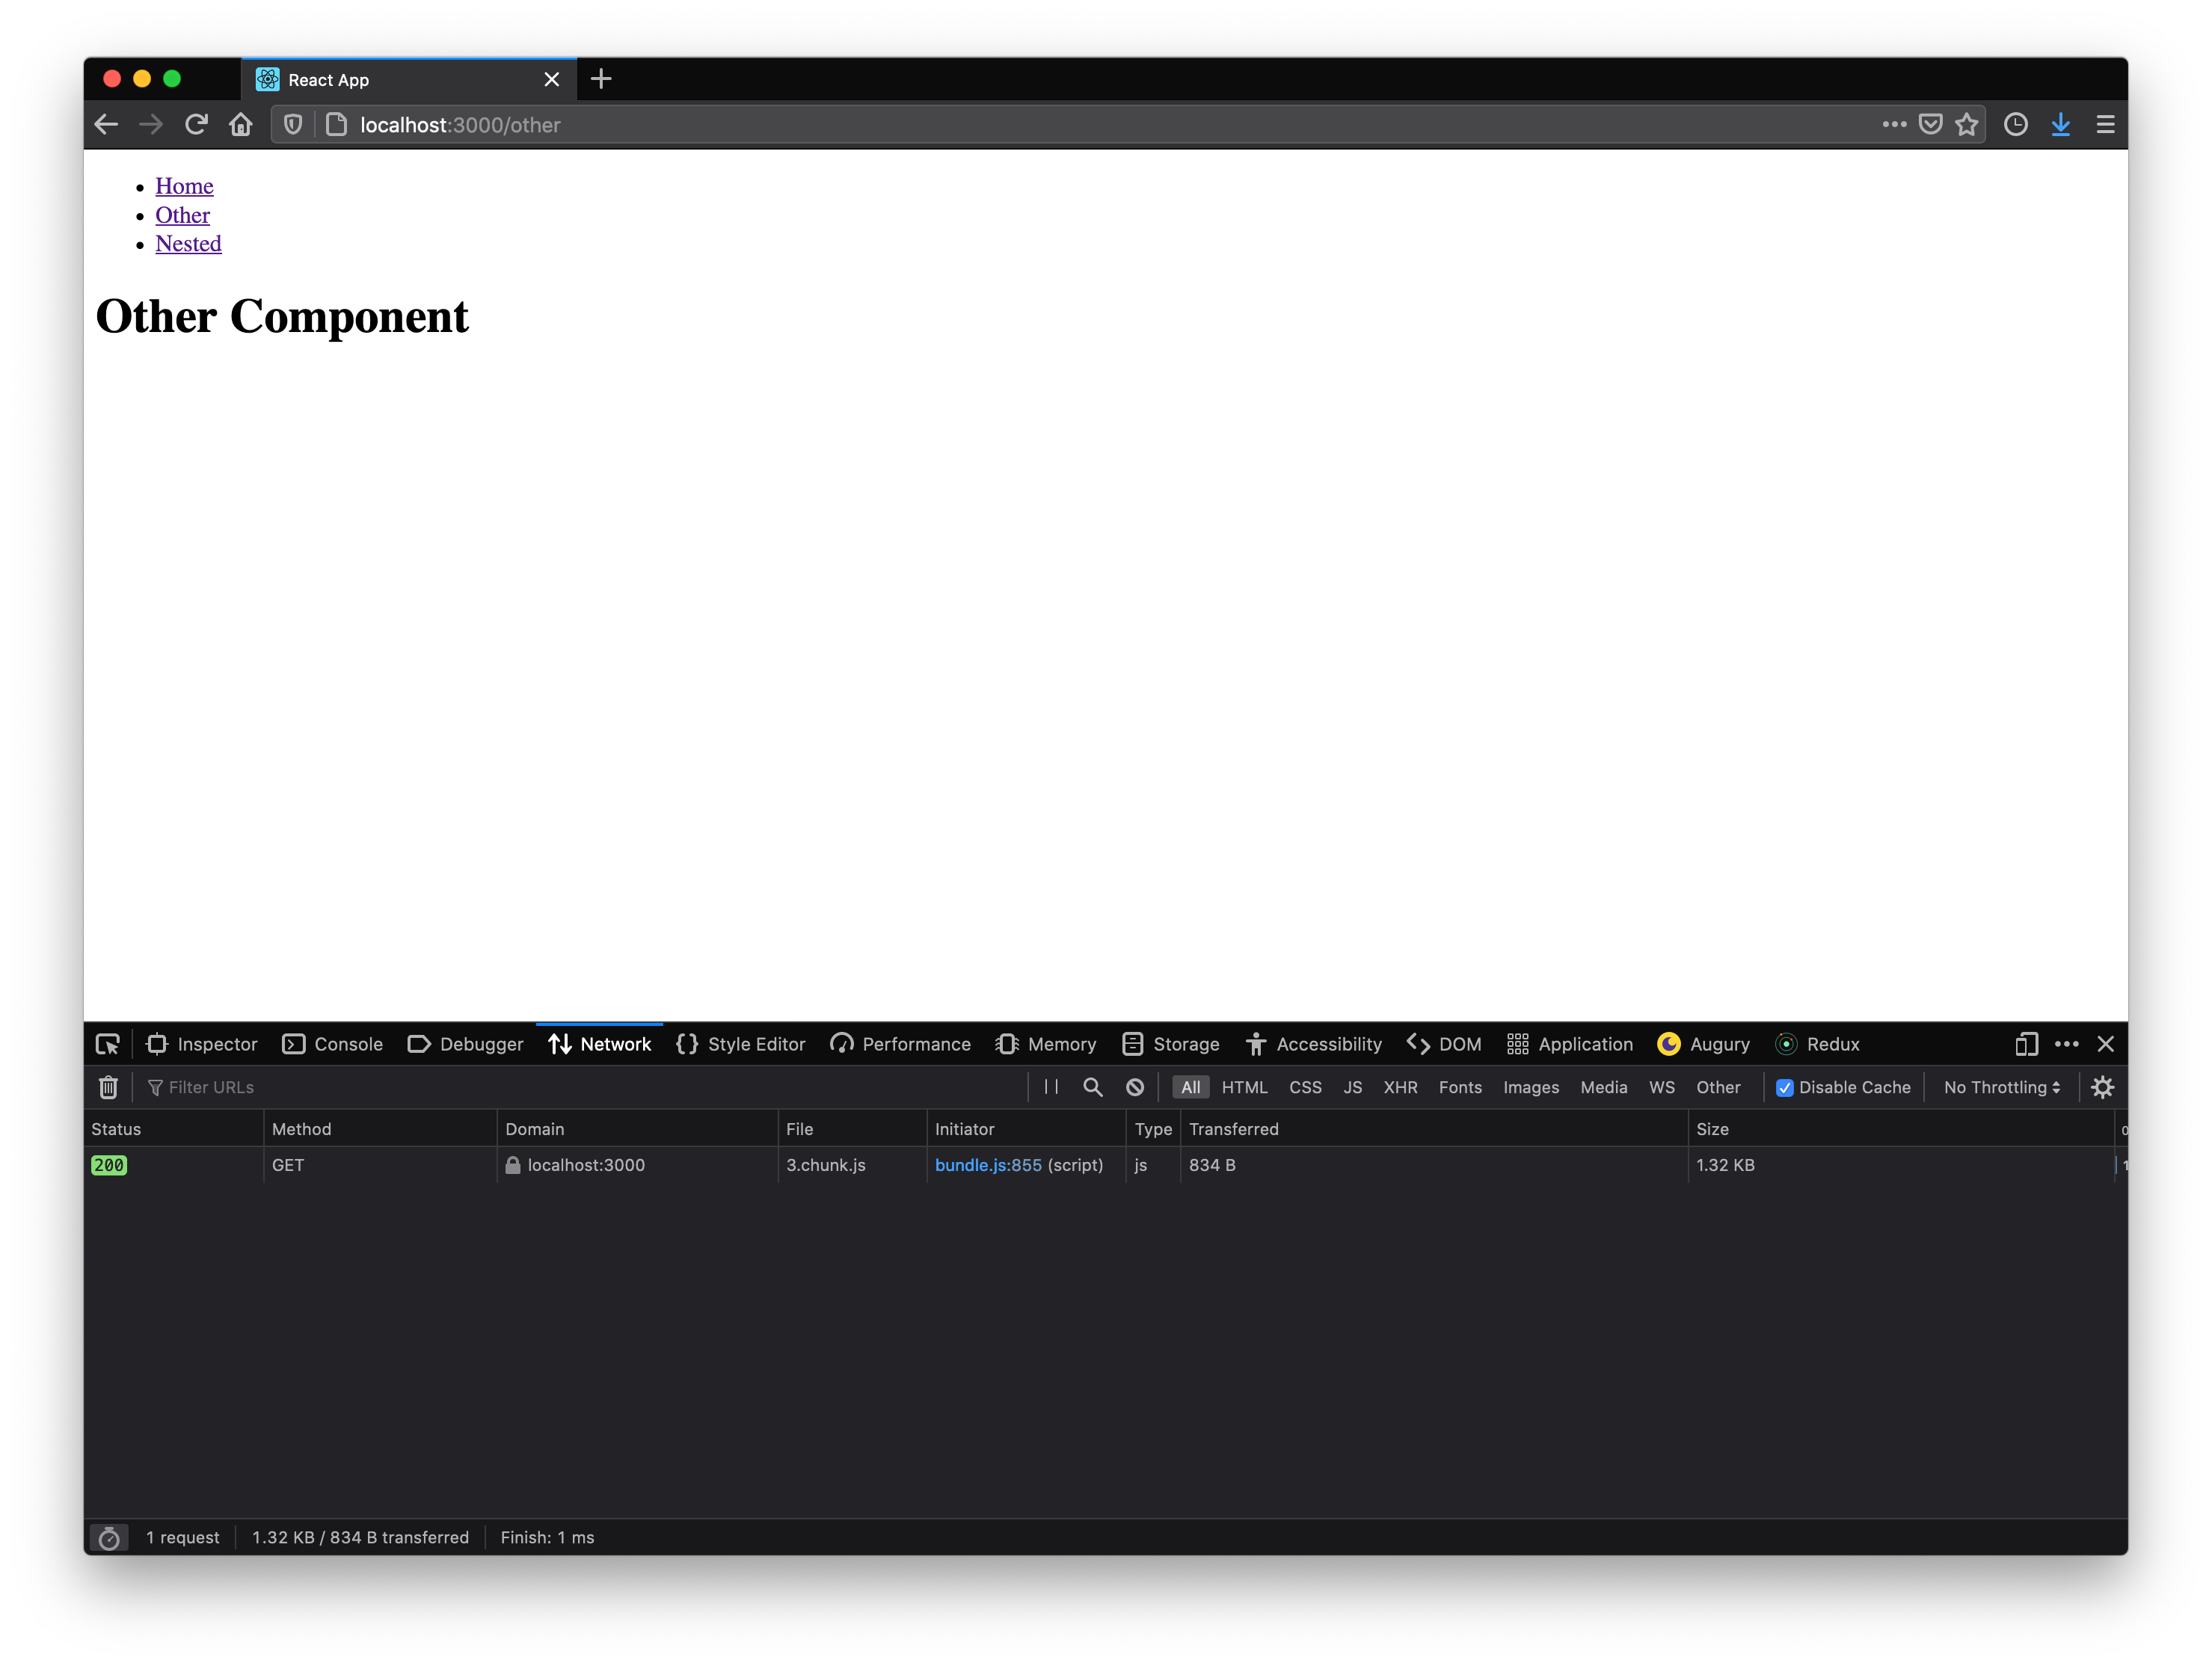 React App
localhost:3000/other
Home
Other
Nested
Other Component
Inspector Console Debugger Network Style Editor Performance Memory Storage Accessibility DOM Application Augury Redux
Filter URLs All HTML CSS JS XHR Fonts Images Media WS Other Disable Cache No Throttling
Status Method Domain File Initiator Type Transferred Size
200 GET localhost:3000 3.chunk.js bundle.js:855 (script) js 834 B 1.32 KB
1 request 1.32 KB / 834 B transferred Finish: 1 ms